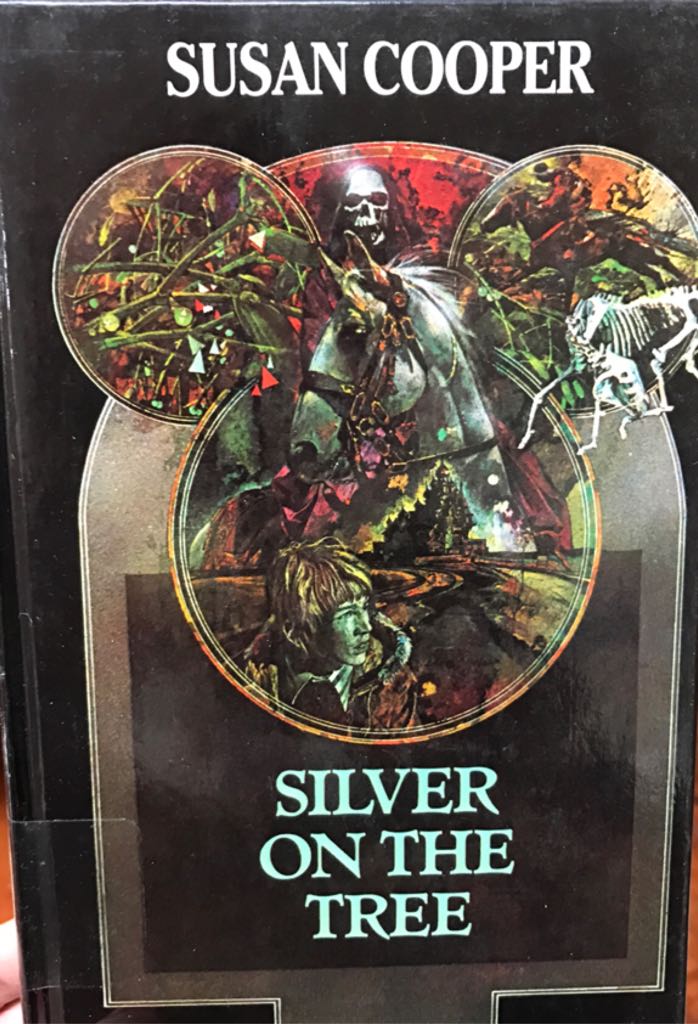 SUSAN COOPER
SILVER
ON THE
TREE